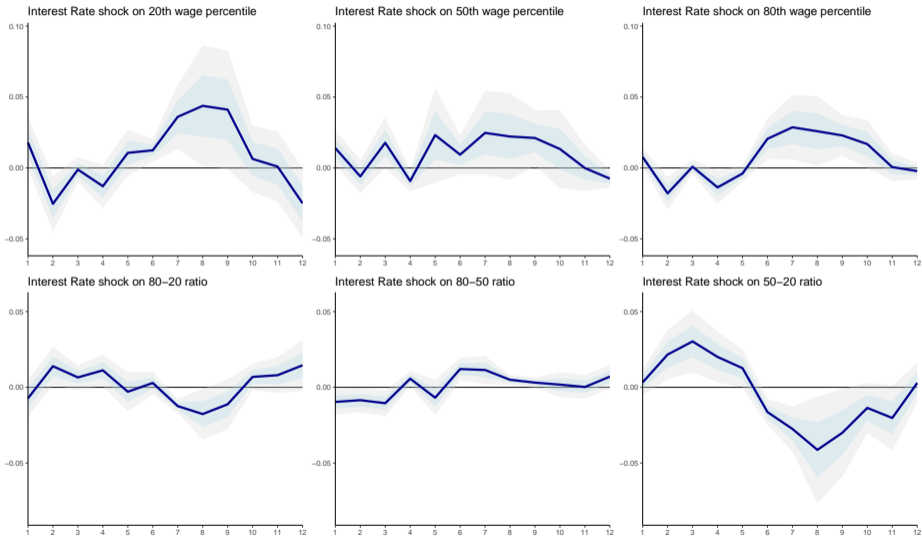 Interest Rate shock on 20th wage percentile
0.10
0.05
0.00
−0.05
1 2 3 4 5 6 7 8 9 10 11 12
Interest Rate shock on 50th wage percentile
0.10
0.05
0.00
−0.05
1 2 3 4 5 6 7 8 9 10 11 12
Interest Rate shock on 80th wage percentile
0.10
0.05
0.00
−0.05
1 2 3 4 5 6 7 8 9 10 11 12
Interest Rate shock on 80−20 ratio
0.05
0.00
−0.05
1 2 3 4 5 6 7 8 9 10 11 12
Interest Rate shock on 80−50 ratio
0.05
0.00
−0.05
1 2 3 4 5 6 7 8 9 10 11 12
Interest Rate shock on 50−20 ratio
0.05
0.00
−0.05
1 2 3 4 5 6 7 8 9 10 11 12